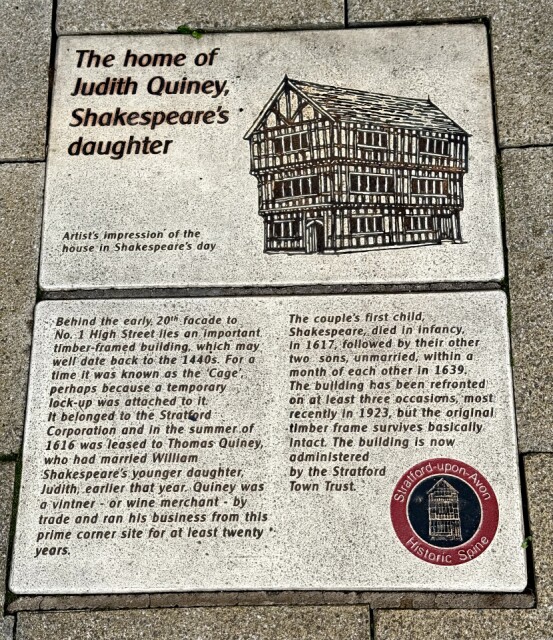 The home of
Judith Quiney,
Shakespeare's
daughter
Artist's impression of the
house in Shakespeare's day
Behind the early, 20th facade to
No. 1 High Street lies an important
timber-framed building, which may
well date back to the 1440s. For a
time it was known as the 'Cage',
perhaps because a temporary
lock-up was attached to it.
It belonged to the Stratford
Corporation and in the summer of
1616 was leased to Thomas Quiney,
who had married William
Shakespeare's younger daughter,
Judith, earlier that year. Quiney was
a vintner - or wine merchant - by
trade and ran his business from this
prime corner site for at least twenty
years.
The couple's first child,
Shakespeare, died in infancy,
in 1617, followed by their other
two sons, unmarried, within a
month of each other in 1639.
The building has been refronted
on at least three occasions, most
recently in 1923, but the original
timber frame survives basically
intact. The building is now
administered
by the Stratford
Town Trust.
Stratford-upon-Avon
Historic Spine